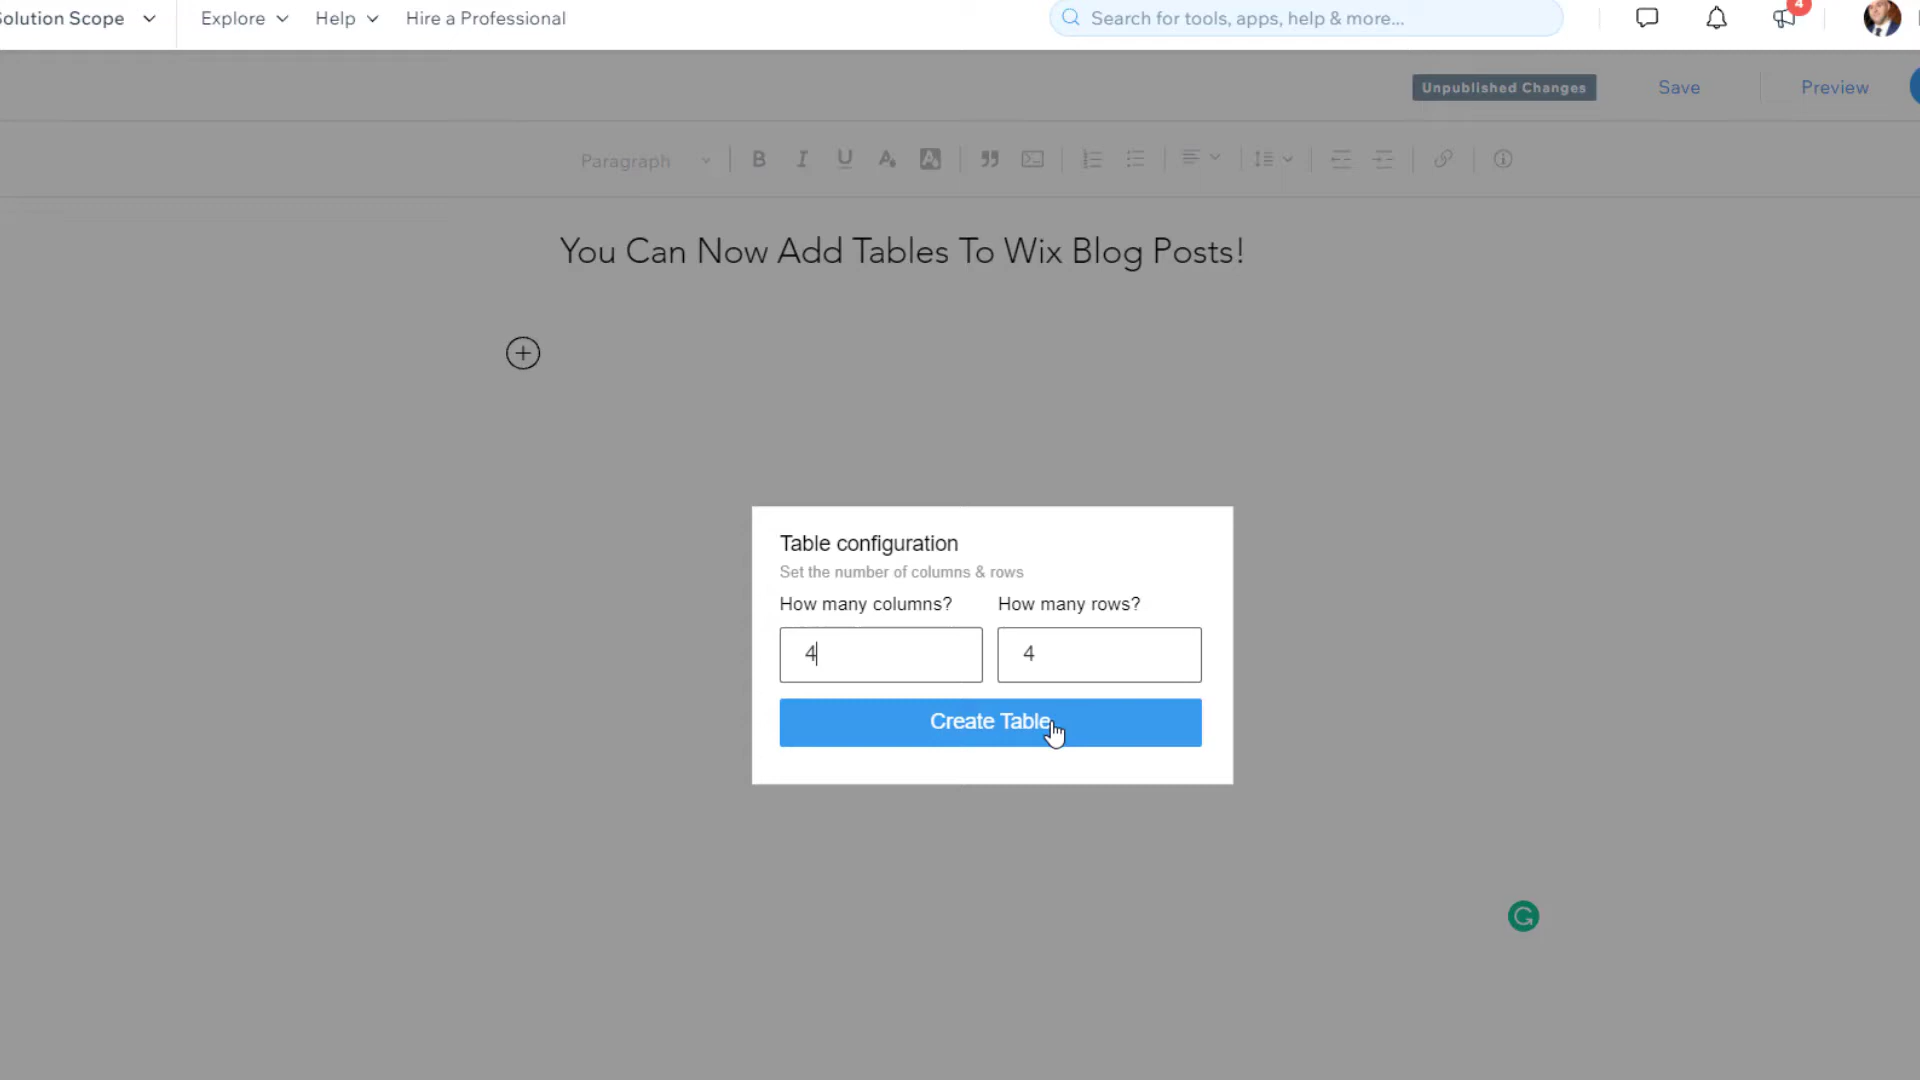 Solution Scope
Explore
Help
Hire a Professional
Search for tools, apps, help & more...
4
Unpublished Changes
Save
Preview
Paragraph
B I U A A
You Can Now Add Tables To Wix Blog Posts!
Table configuration
Set the number of columns & rows
How many columns? How many rows?
4 4
Create Table